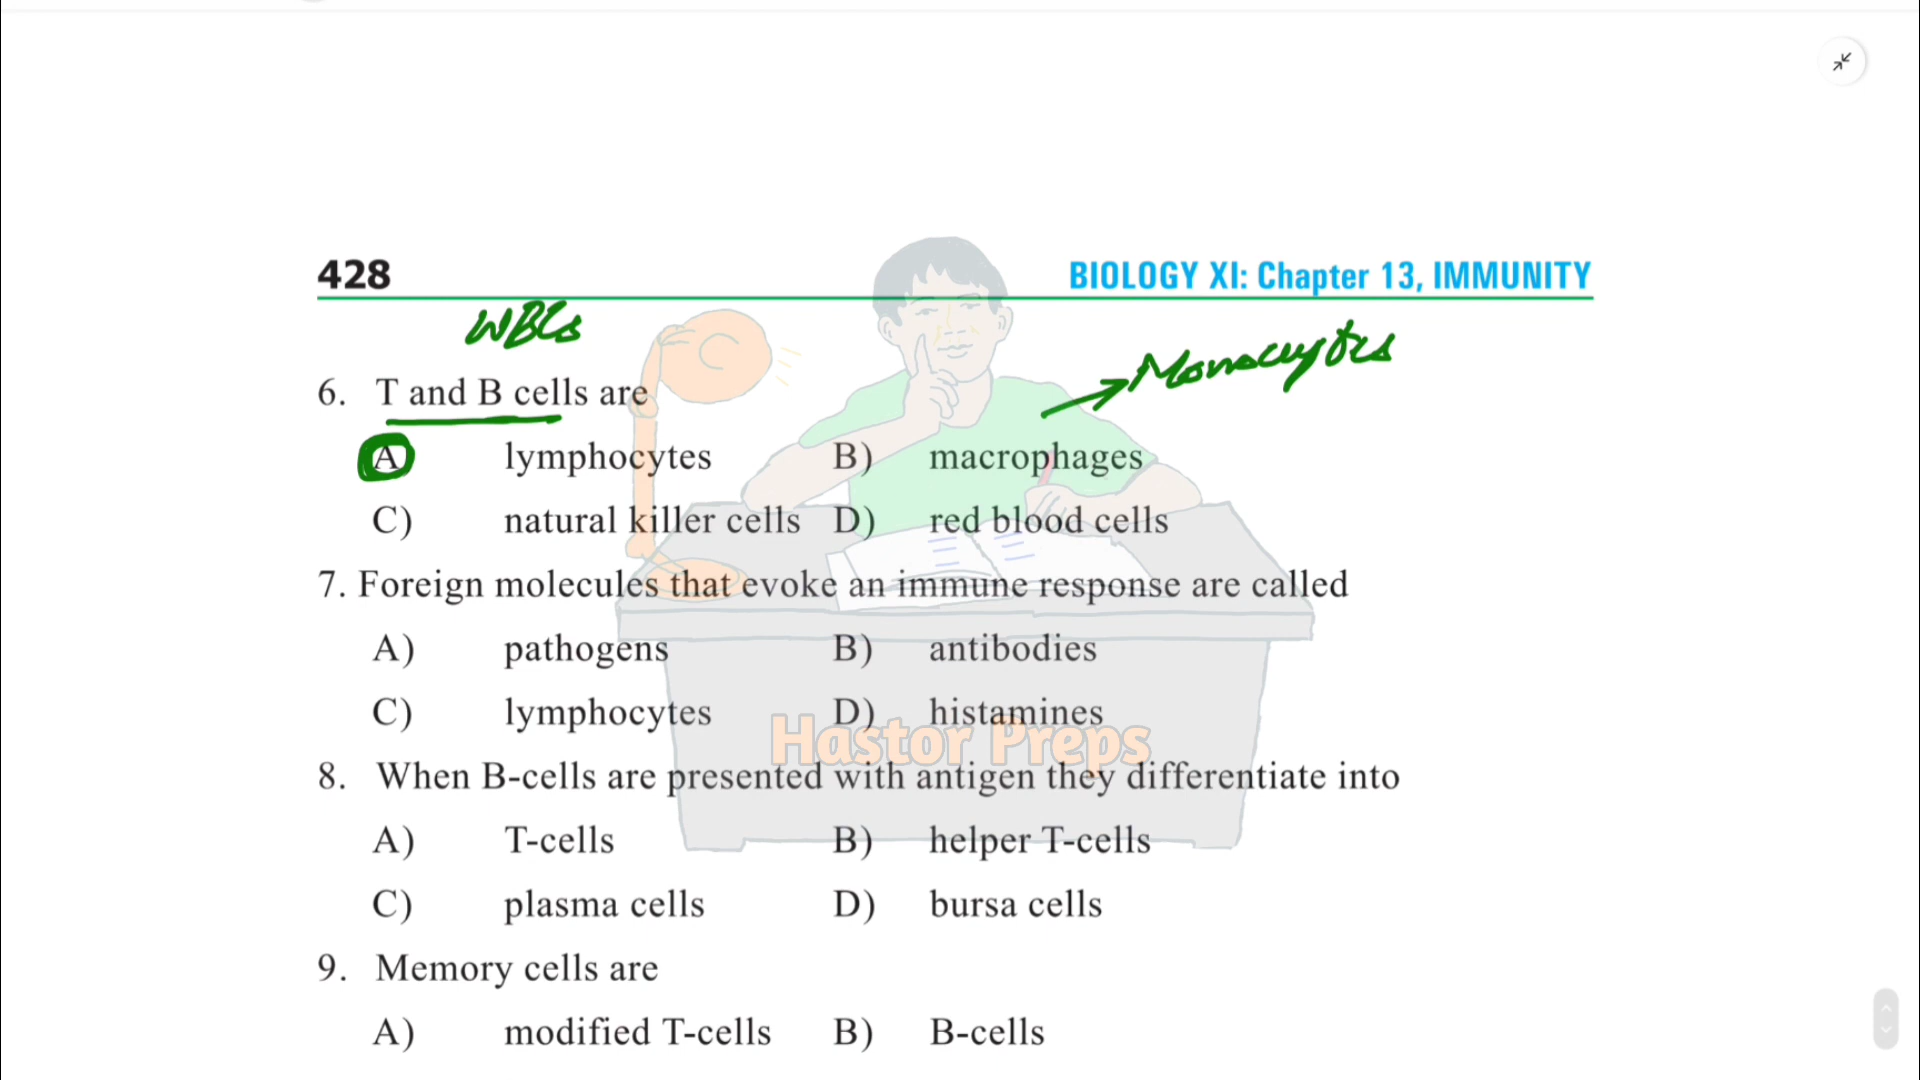 428 BIOLOGY XI: Chapter 13, IMMUNITY
WBCs
Monocytes
6. T and B cells are
A) lymphocytes B) macrophages
C) natural killer cells D) red blood cells
7. Foreign molecules that evoke an immune response are called
A) pathogens B) antibodies
C) lymphocytes D) histamines
Hastor Preps
8. When B-cells are presented with antigen they differentiate into
A) T-cells B) helper T-cells
C) plasma cells D) bursa cells
9. Memory cells are
A) modified T-cells B) B-cells